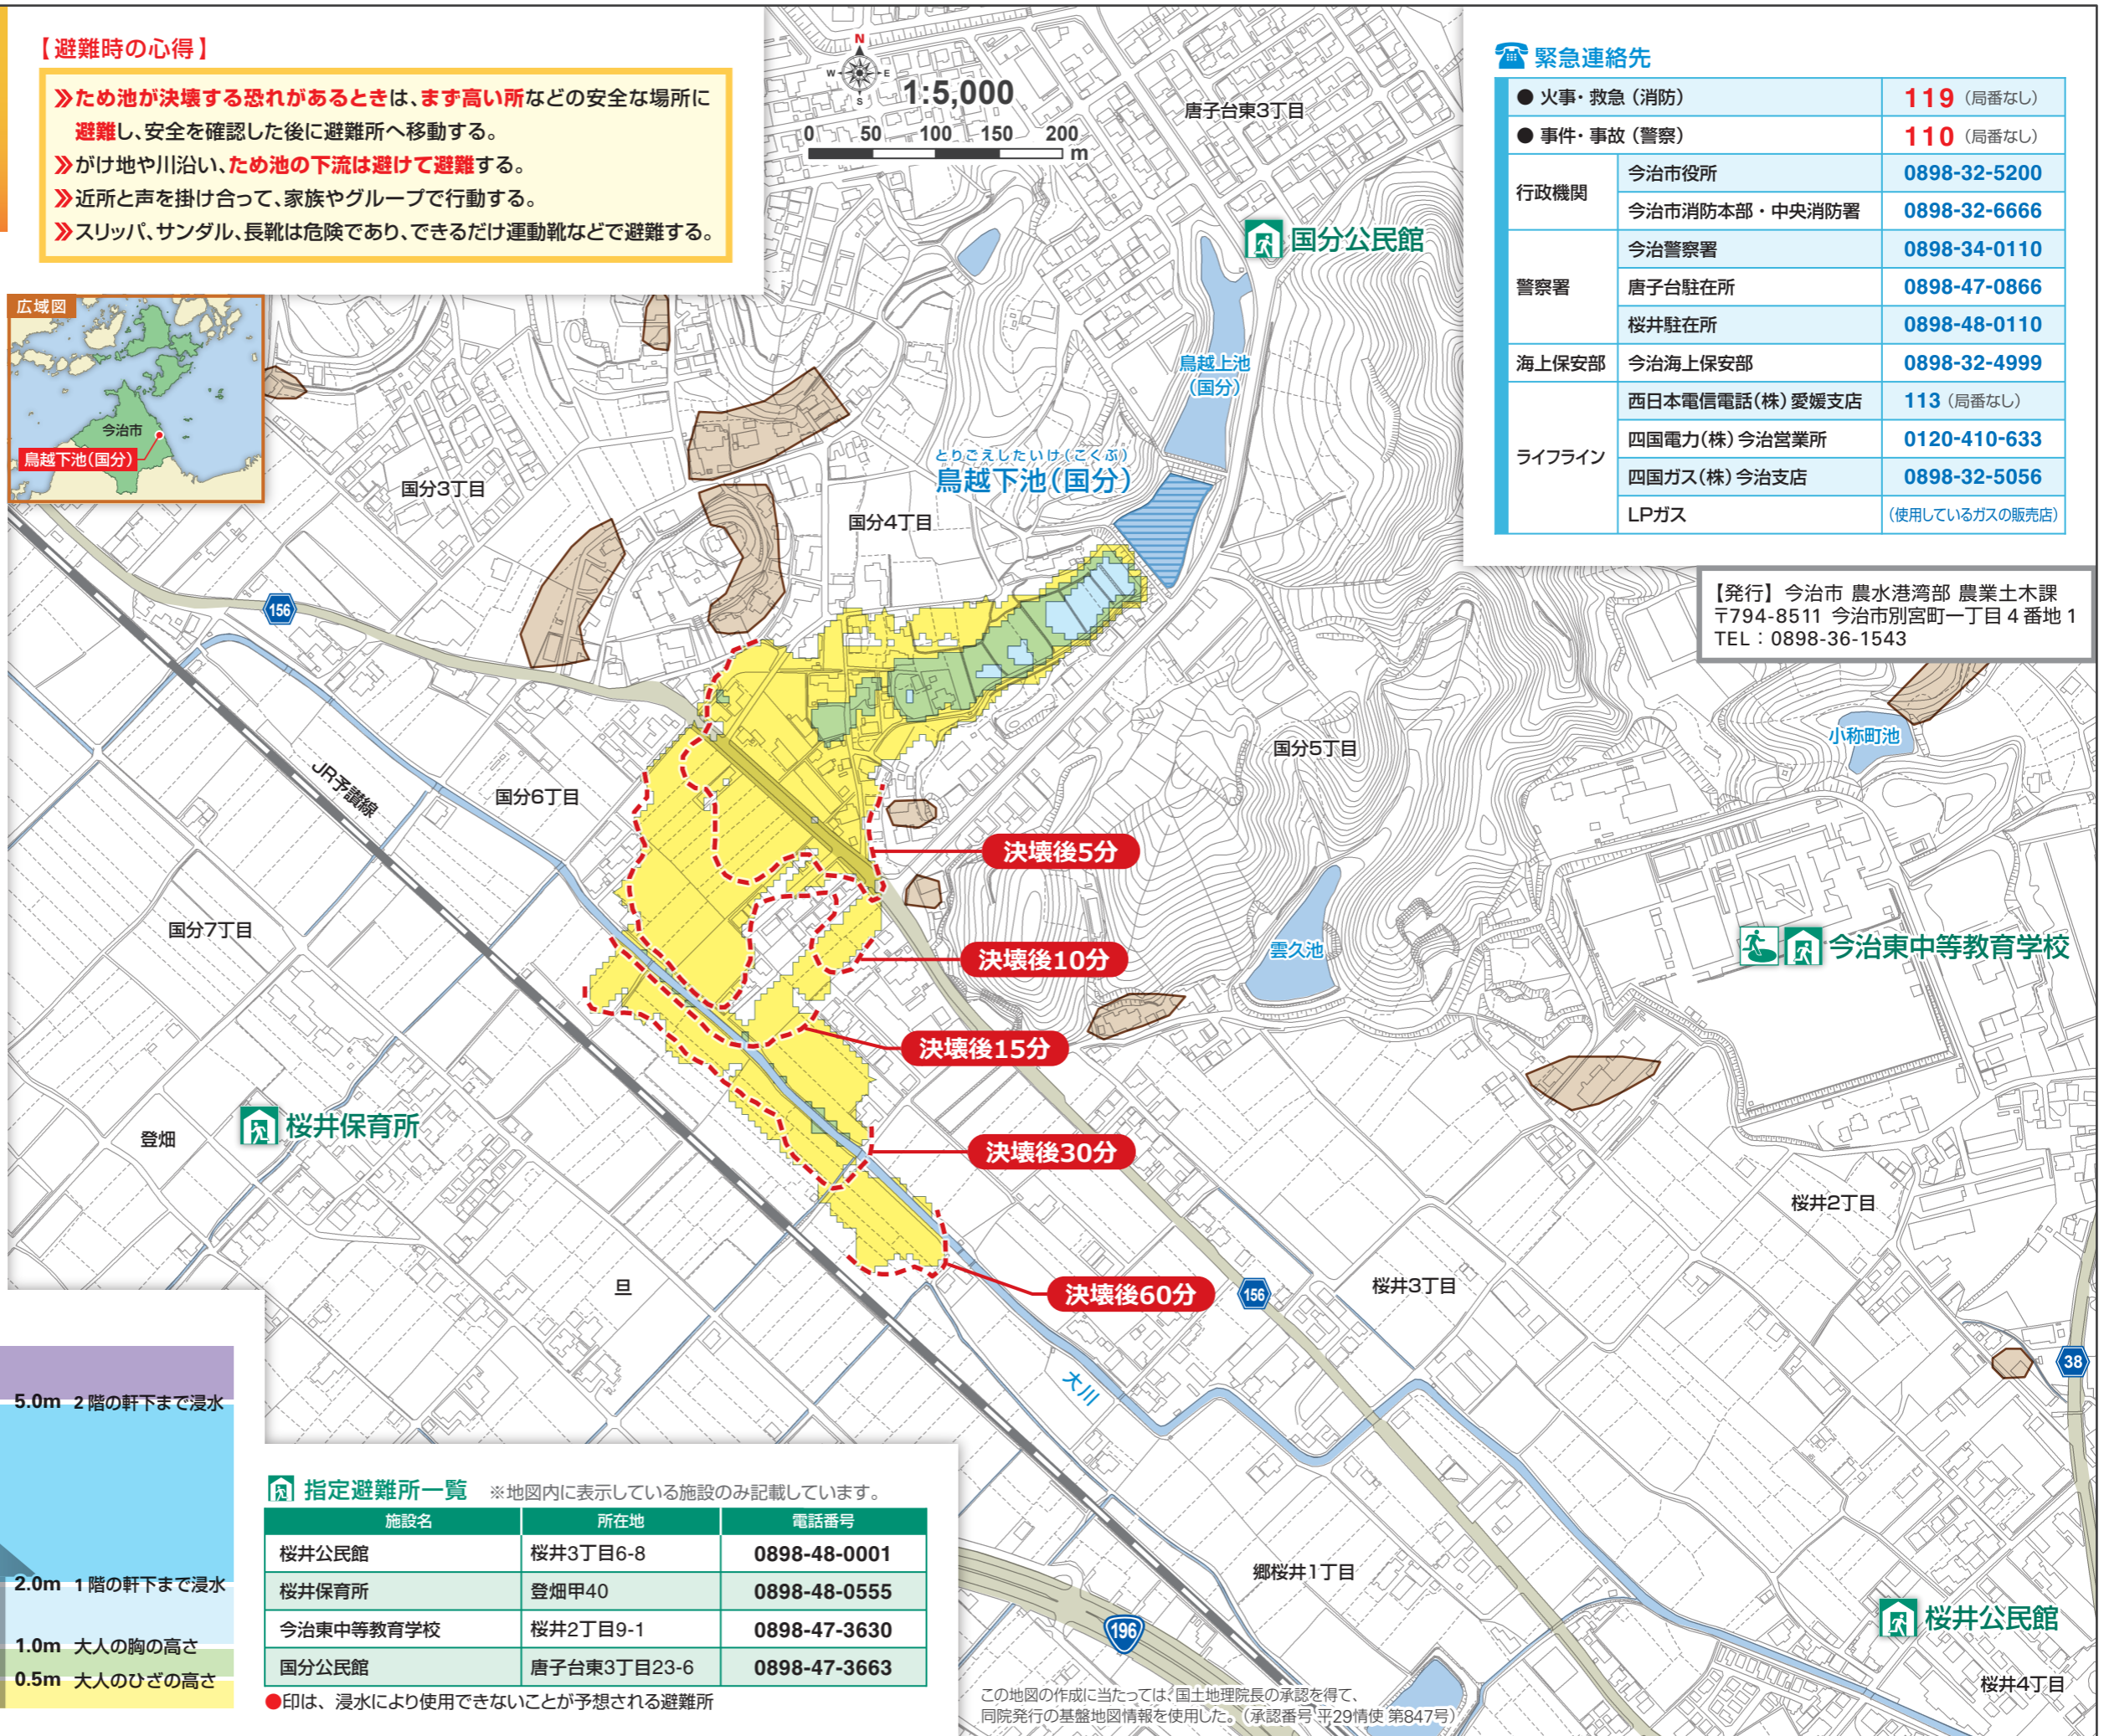 【避難時の心得】
≫ため池が決壊する恐れがあるときは、まず高い所などの安全な場所に
避難し、安全を確認した後に避難所へ移動する。
≫がけ地や川沿い、ため池の下流は避けて避難する。
≫近所と声を掛け合って、家族やグループで行動する。
≫スリッパ、サンダル、長靴は危険であり、できるだけ運動靴などで避難する。
N
W E
S
1:5,000
0 50 100 150 200
m
緊急連絡先
● 火事・救急（消防） 119（局番なし）
● 事件・事故（警察） 110（局番なし）
行政機関 今治市役所 0898-32-5200
今治市消防本部・中央消防署 0898-32-6666
警察署 今治警察署 0898-34-0110
唐子台駐在所 0898-47-0866
桜井駐在所 0898-48-0110
海上保安部 今治海上保安部 0898-32-4999
ライフライン 西日本電信電話(株)愛媛支店 113（局番なし）
四国電力(株)今治営業所 0120-410-633
四国ガス(株)今治支店 0898-32-5056
LPガス （使用しているガスの販売店）
【発行】今治市 農水港湾部 農業土木課
〒794-8511 今治市別宮町一丁目４番地１
TEL：0898-36-1543
広域図
今治市
鳥越下池(国分)
唐子台東3丁目
国分公民館
鳥越上池
(国分)
とりごえしたいけ(こくぶ)
鳥越下池(国分)
国分3丁目
国分4丁目
156
国分5丁目
小称町池
JR予讃線
国分6丁目
決壊後5分
国分7丁目
雲久池
今治東中等教育学校
決壊後10分
決壊後15分
桜井保育所
登畑
決壊後30分
桜井2丁目
旦
決壊後60分
156
桜井3丁目
38
大川
郷桜井1丁目
196
桜井公民館
桜井4丁目
5.0m ２階の軒下まで浸水
2.0m １階の軒下まで浸水
1.0m 大人の胸の高さ
0.5m 大人のひざの高さ
指定避難所一覧 ※地図内に表示している施設のみ記載しています。
施設名 所在地 電話番号
桜井公民館 桜井3丁目6-8 0898-48-0001
桜井保育所 登畑甲40 0898-48-0555
今治東中等教育学校 桜井2丁目9-1 0898-47-3630
国分公民館 唐子台東3丁目23-6 0898-47-3663
●印は、浸水により使用できないことが予想される避難所
この地図の作成に当たっては、国土地理院長の承認を得て、
同院発行の基盤地図情報を使用した。（承認番号 平29情使 第847号）